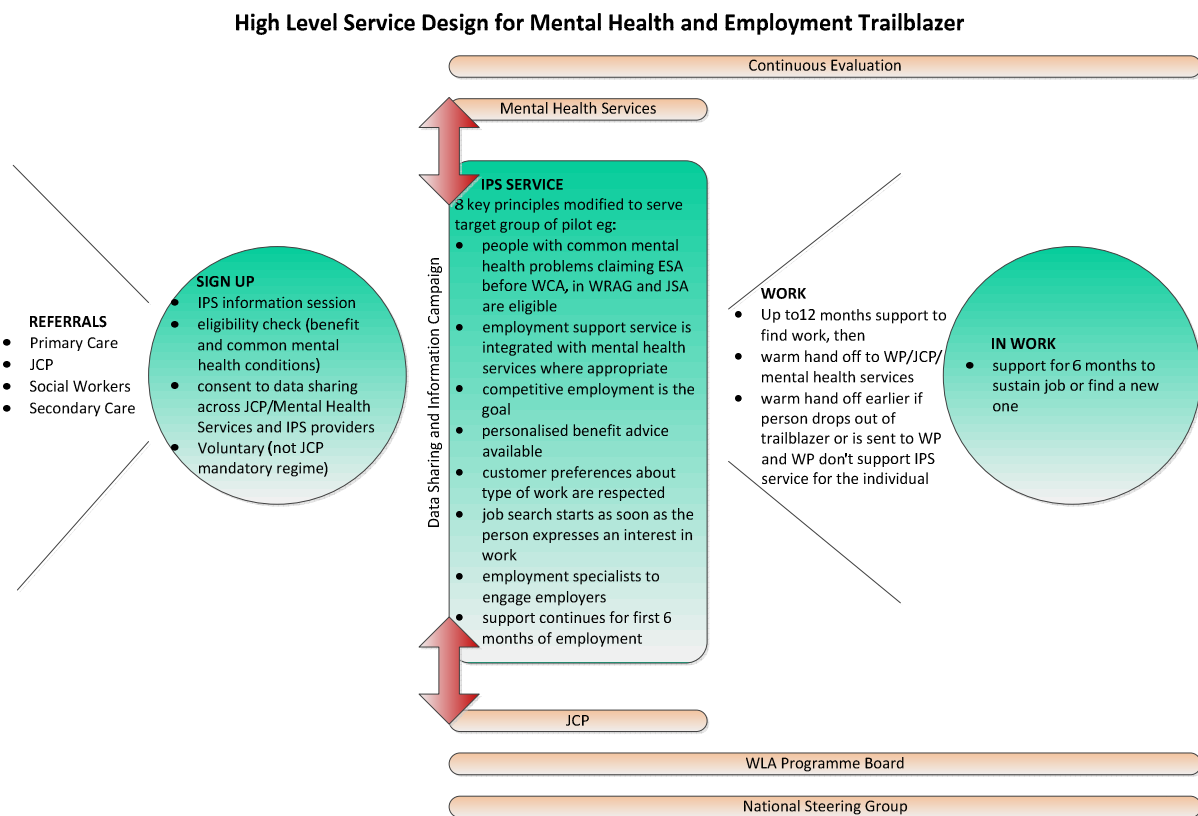 High Level Service Design for Mental Health and Employment Trailblazer
Continuous Evaluation
Mental Health Services
REFERRALS
● Primary Care
● JCP
● Social Workers
● Secondary Care
SIGN UP
● IPS information session
● eligibility check (benefit
and common mental
health conditions)
● consent to data sharing
across JCP/Mental Health
Services and IPS providers
● Voluntary (not JCP
mandatory regime)
Data Sharing and Information Campaign
IPS SERVICE
8 key principles modified to serve
target group of pilot eg:
● people with common mental
health problems claiming ESA
before WCA, in WRAG and JSA
are eligible
● employment support service is
integrated with mental health
services where appropriate
● competitive employment is the
goal
● personalised benefit advice
available
● customer preferences about
type of work are respected
● job search starts as soon as the
person expresses an interest in
work
● employment specialists to
engage employers
● support continues for first 6
months of employment
WORK
● Up to12 months support to
find work, then
● warm hand off to WP/JCP/
mental health services
● warm hand off earlier if
person drops out of
trailblazer or is sent to WP
and WP don't support IPS
service for the individual
IN WORK
● support for 6 months to
sustain job or find a new
one
JCP
WLA Programme Board
National Steering Group